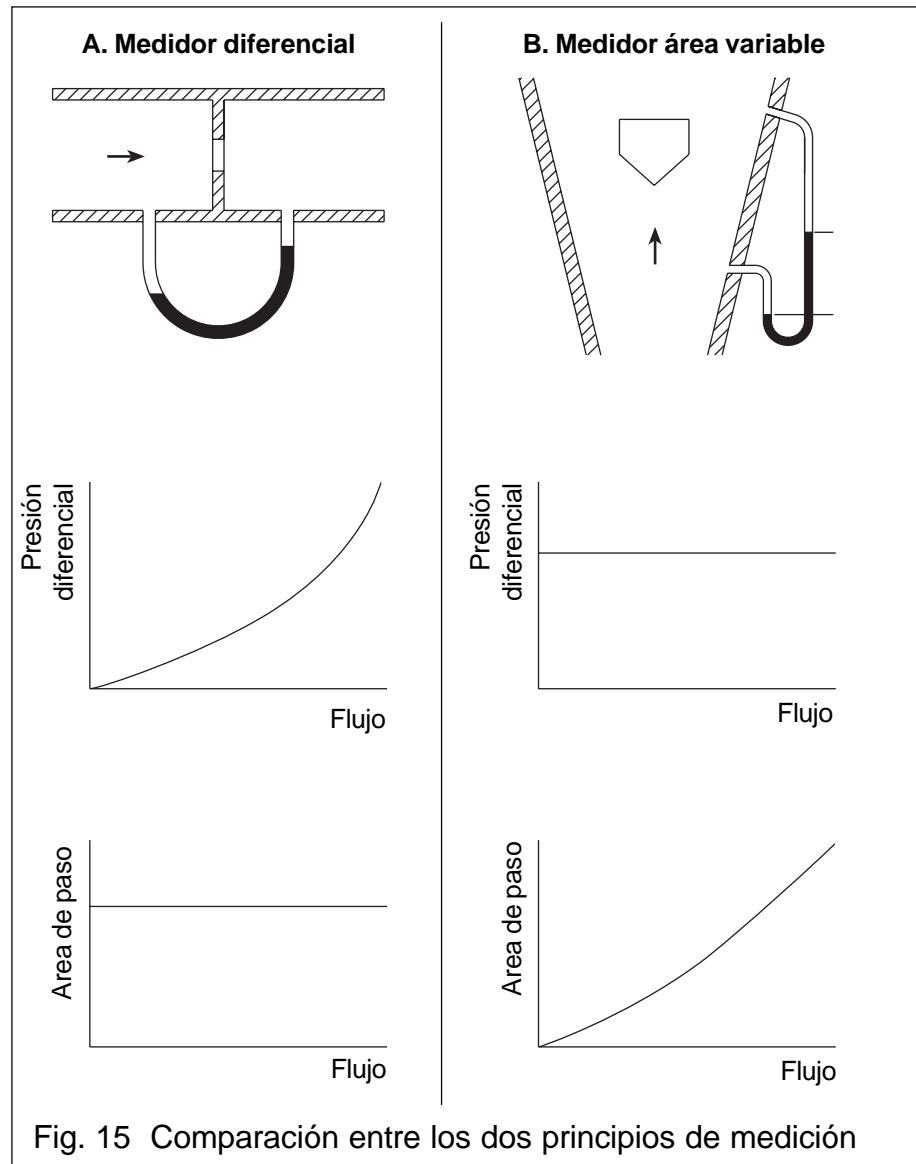 A. Medidor diferencial
B. Medidor área variable
Presión
diferencial
Flujo
Presión
diferencial
Flujo
Area de paso
Flujo
Area de paso
Flujo
Fig. 15 Comparación entre los dos principios de medición